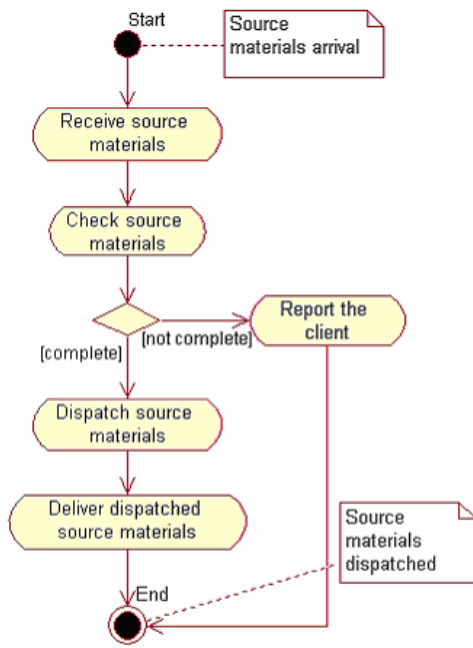 Start
Source
materials arrival
Receive source
materials
Check source
materials
[complete]
[not complete]
Report the
client
Dispatch source
materials
Deliver dispatched
source materials
Source
materials
dispatched
End